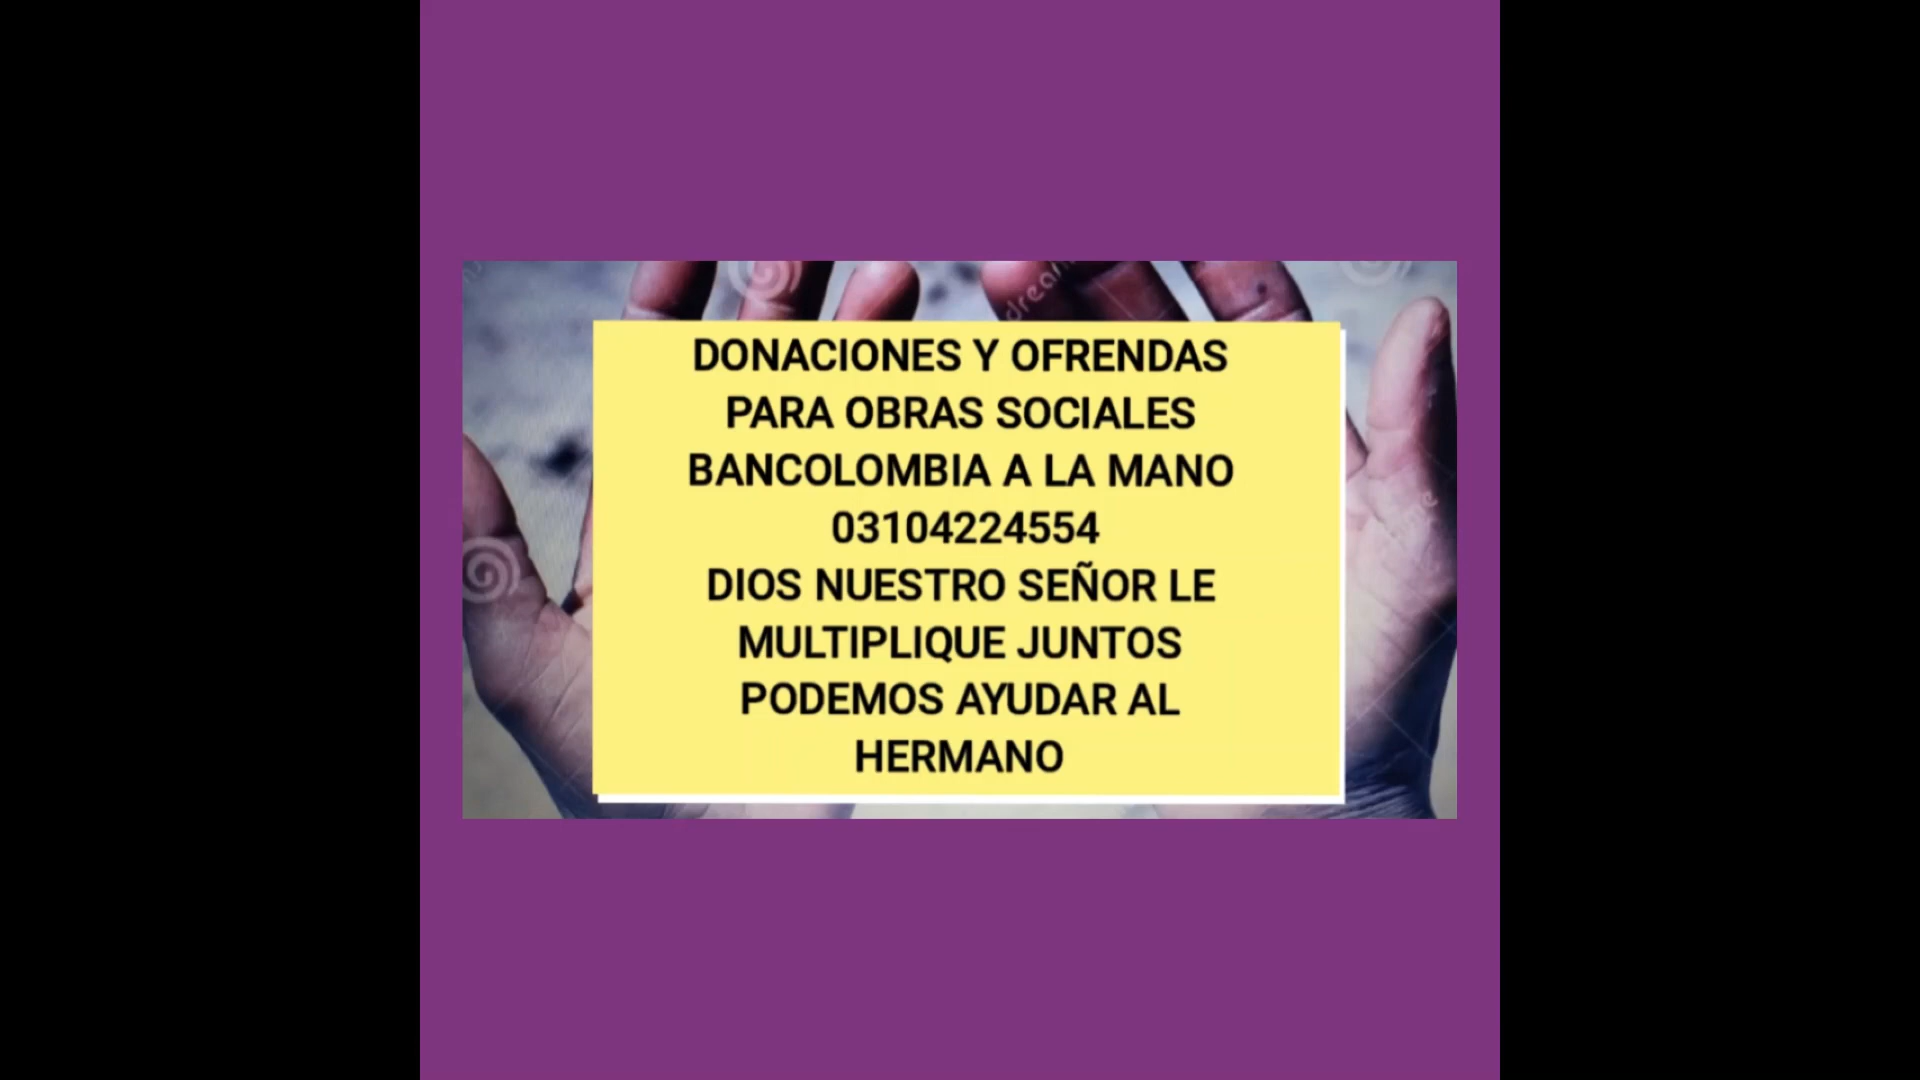 dream
DONACIONES Y OFRENDAS
PARA OBRAS SOCIALES
BANCOLOMBIA A LA MANO
03104224554
DIOS NUESTRO SEÑOR LE
MULTIPLIQUE JUNTOS
PODEMOS AYUDAR AL
HERMANO